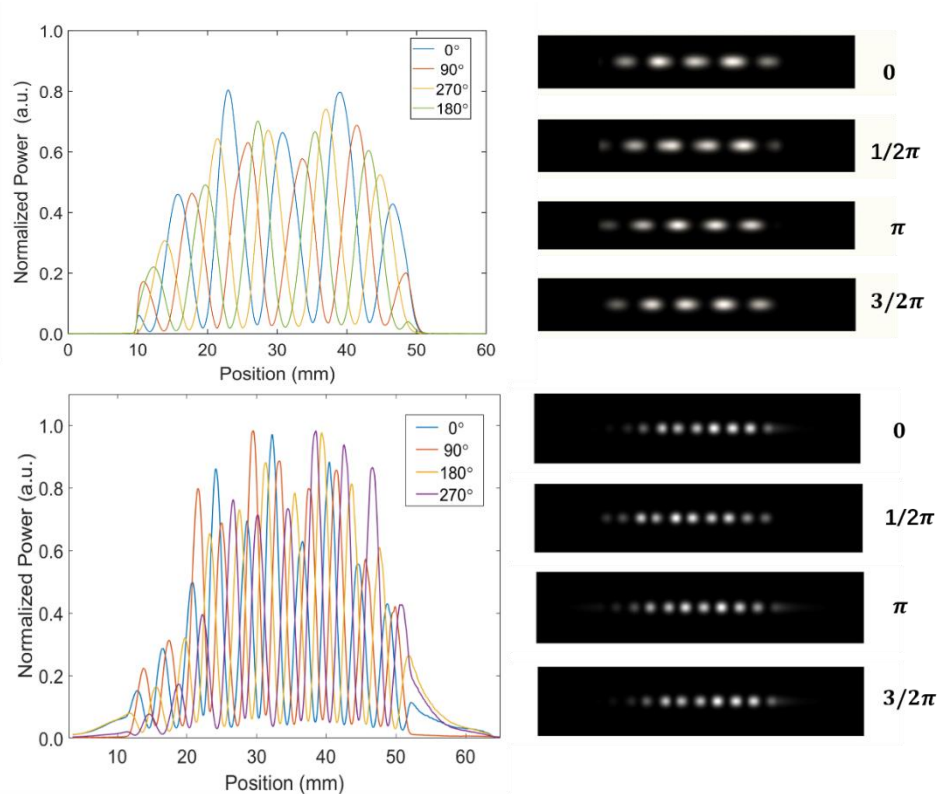 1.0
0.8
0.6
0.4
0.2
0.0
Normalized Power (a.u.)
0°
90°
270°
180°
0 10 20 30 40 50 60
Position (mm)
0
1/2π
π
3/2π
1.0
0.8
0.6
0.4
0.2
0.0
Normalized Power (a.u.)
0°
90°
180°
270°
10 20 30 40 50 60
Position (mm)
0
1/2π
π
3/2π